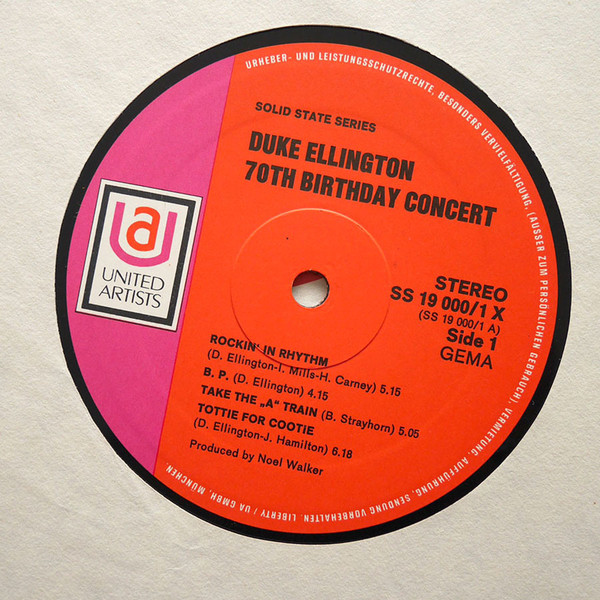 URHEBER- UND LEISTUNGSSCHUTZRECHTE, BESONDERS VERVIELFÄLTIGUNG, (AUSSER ZUM PERSÖNLICHEN GEBRAUCH), VERMIETUNG, AUFFÜHRUNG, SENDUNG VORBEHALTEN. LIBERTY / UA GMBH, MÜNCHEN.
SOLID STATE SERIES
DUKE ELLINGTON
70TH BIRTHDAY CONCERT
ua
UNITED
ARTISTS
STEREO
SS 19 000/1 X
(SS 19 000/1 A)
Side 1
GEMA
ROCKIN' IN RHYTHM
(D. Ellington-I. Mills-H. Carney) 5.15
B. P. (D. Ellington) 4.15
TAKE THE „A“ TRAIN (B. Strayhorn) 5.05
TOTTIE FOR COOTIE
(D. Ellington-J. Hamilton) 6.18
Produced by Noel Walker